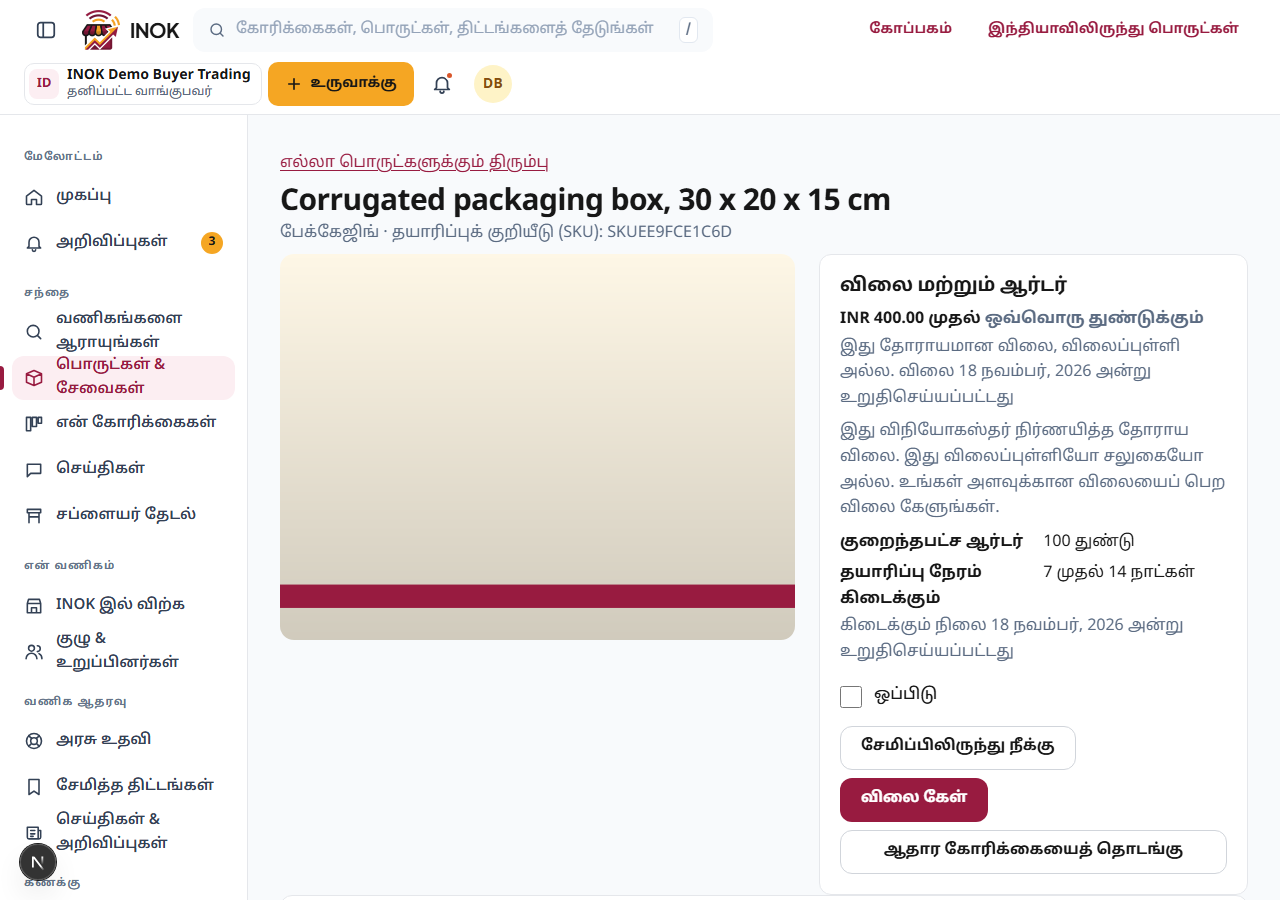 INOK
கோரிக்கைகள், பொருட்கள், திட்டங்களைத் தேடுங்கள்
/
கோப்பகம்
இந்தியாவிலிருந்து பொருட்கள்
ID
INOK Demo Buyer Trading
தனிப்பட்ட வாங்குபவர்
+ உருவாக்கு
DB
மேலோட்டம்
முகப்பு
அறிவிப்புகள்
3
சந்தை
வணிகங்களை
ஆராயுங்கள்
பொருட்கள் &
சேவைகள்
என் கோரிக்கைகள்
செய்திகள்
சப்ளையர் தேடல்
என் வணிகம்
INOK இல் விற்க
குழு &
உறுப்பினர்கள்
வணிக ஆதரவு
அரசு உதவி
சேமித்த திட்டங்கள்
செய்திகள் &
அறிவிப்புகள்
N
கணக்கு
எல்லா பொருட்களுக்கும் திரும்பு
Corrugated packaging box, 30 x 20 x 15 cm
பேக்கேஜிங் · தயாரிப்புக் குறியீடு (SKU): SKUEE9FCE1C6D
விலை மற்றும் ஆர்டர்
INR 400.00 முதல் ஒவ்வொரு துண்டுக்கும்
இது தோராயமான விலை, விலைப்புள்ளி
அல்ல. விலை 18 நவம்பர், 2026 அன்று
உறுதிசெய்யப்பட்டது
இது விநியோகஸ்தர் நிர்ணயித்த தோராய
விலை. இது விலைப்புள்ளியோ சலுகையோ
அல்ல. உங்கள் அளவுக்கான விலையைப் பெற
விலை கேளுங்கள்.
குறைந்தபட்ச ஆர்டர் 100 துண்டு
தயாரிப்பு நேரம் 7 முதல் 14 நாட்கள்
கிடைக்கும்
கிடைக்கும் நிலை 18 நவம்பர், 2026 அன்று
உறுதிசெய்யப்பட்டது
ஒப்பிடு
சேமிப்பிலிருந்து நீக்கு
விலை கேள்
ஆதார கோரிக்கையைத் தொடங்கு